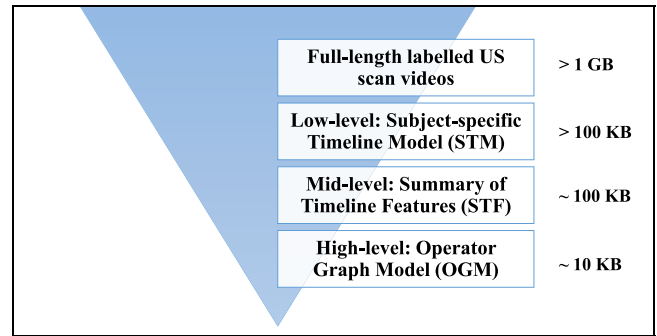 Full-length labelled US
scan videos
> 1 GB
Low-level: Subject-specific
Timeline Model (STM)
> 100 KB
Mid-level: Summary of
Timeline Features (STF)
~ 100 KB
High-level: Operator
Graph Model (OGM)
~ 10 KB